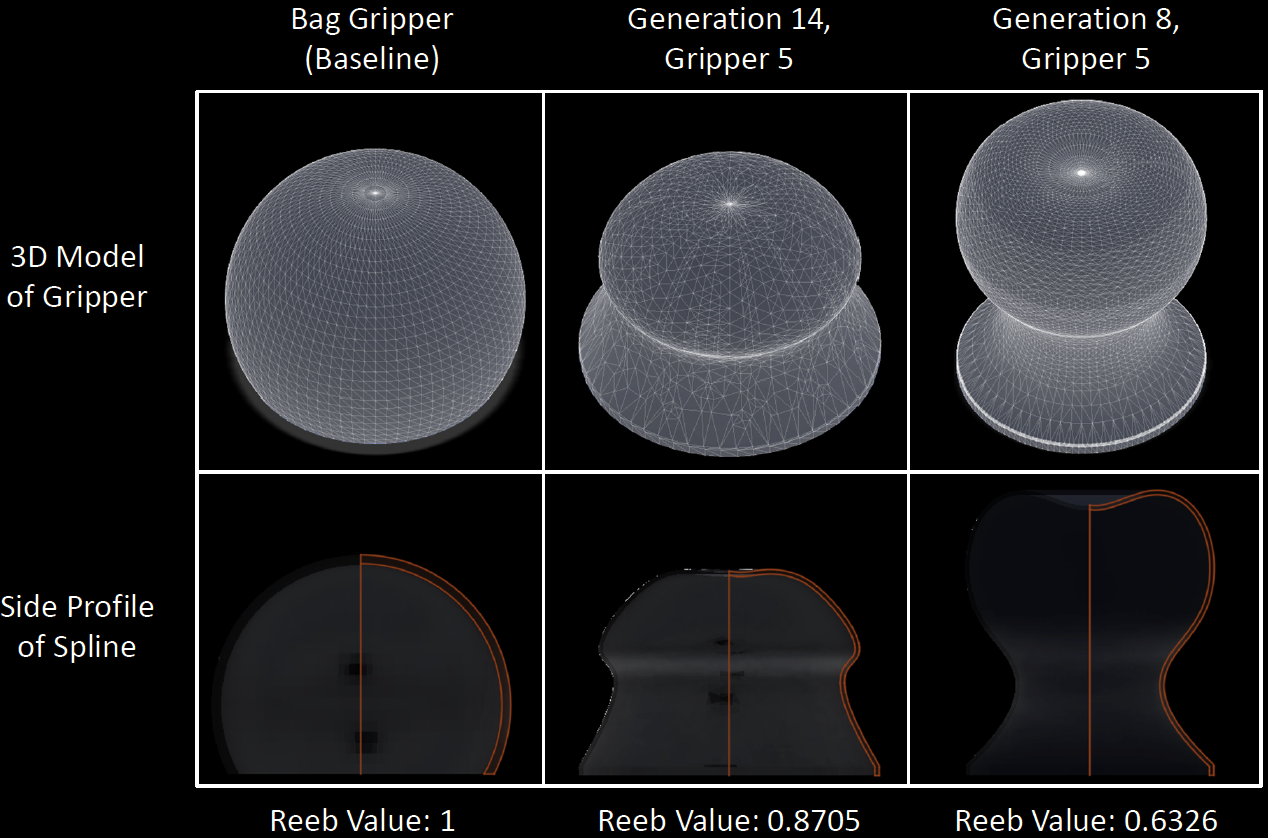 Bag Gripper
(Baseline)
Generation 14,
Gripper 5
Generation 8,
Gripper 5
3D Model
of Gripper
Side Profile
of Spline
Reeb Value: 1
Reeb Value: 0.8705
Reeb Value: 0.6326